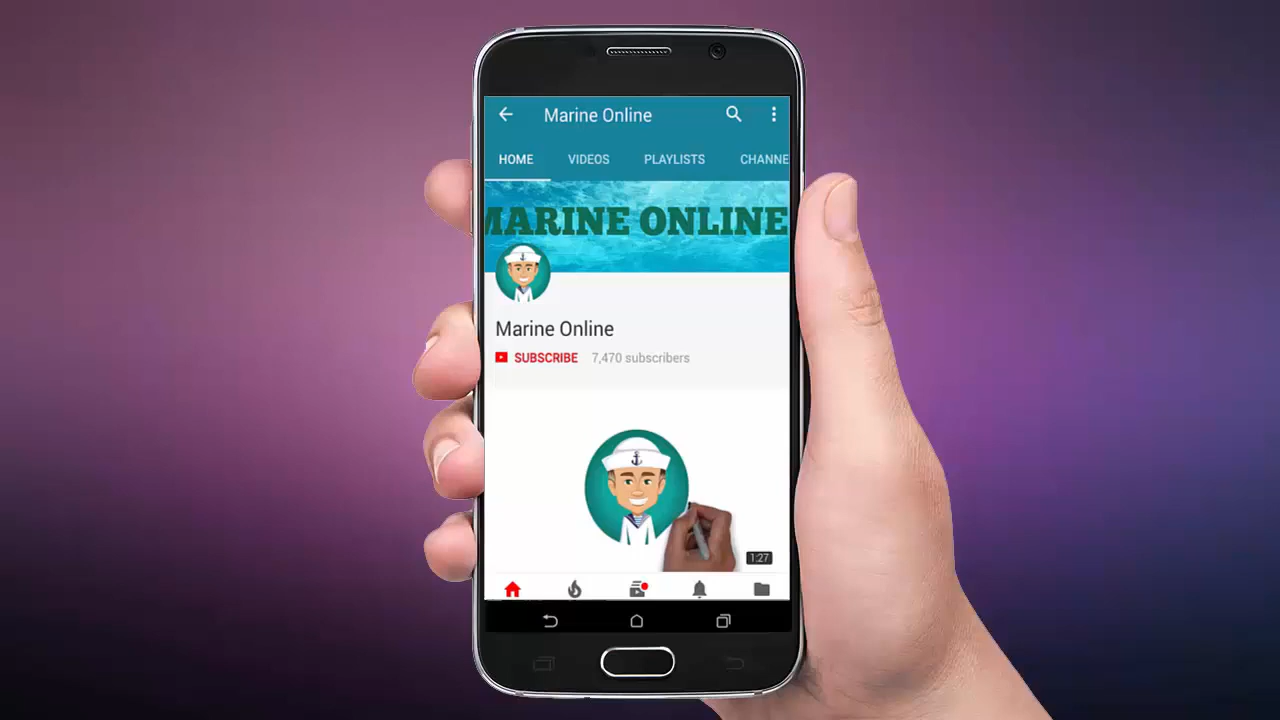 Marine Online
HOME VIDEOS PLAYLISTS CHANNE
MARINE ONLINE
Marine Online
SUBSCRIBE 7,470 subscribers
1:27